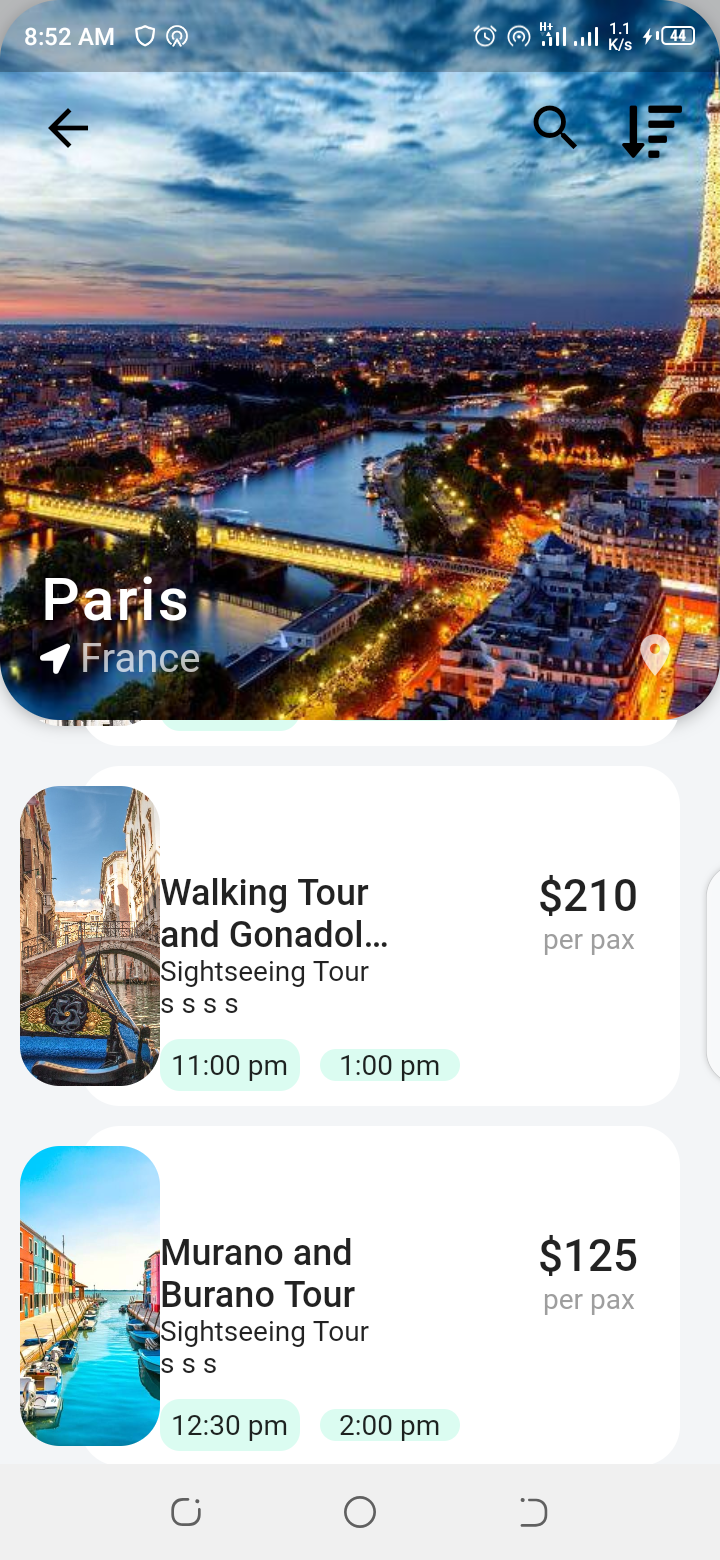 8:52 AM H+ 1.1 K/s 44
Paris
France
Walking Tour
and Gonadol…
$210
per pax
Sightseeing Tour
s s s s
11:00 pm 1:00 pm
Murano and
Burano Tour
$125
per pax
Sightseeing Tour
s s s
12:30 pm 2:00 pm